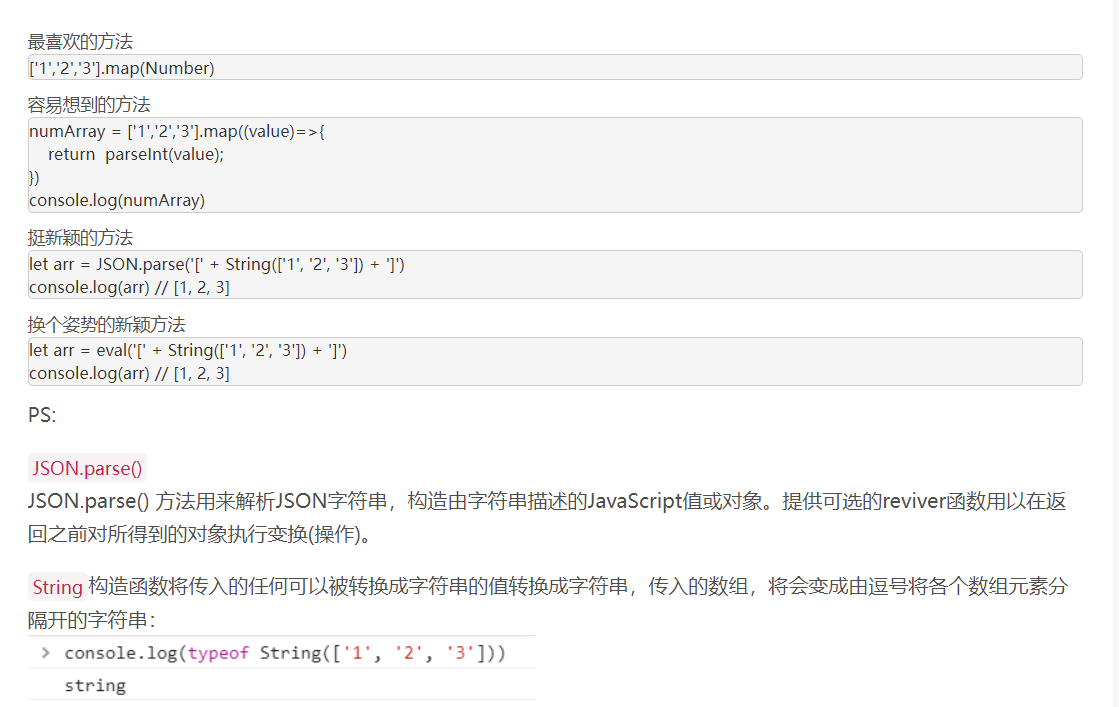 最喜欢的方法
['1','2','3'].map(Number)
容易想到的方法
numArray = ['1','2','3'].map((value)=>{
    return  parseInt(value);
})
console.log(numArray)
挺新颖的方法
let arr = JSON.parse('[' + String(['1', '2', '3']) + ']')
console.log(arr) // [1, 2, 3]
换个姿势的新颖方法
let arr = eval('[' + String(['1', '2', '3']) + ']')
console.log(arr) // [1, 2, 3]
PS:
JSON.parse()
JSON.parse() 方法用来解析JSON字符串，构造由字符串描述的JavaScript值或对象。提供可选的reviver函数用以在返
回之前对所得到的对象执行变换(操作)。
String 构造函数将传入的任何可以被转换成字符串的值转换成字符串，传入的数组，将会变成由逗号将各个数组元素分
隔开的字符串：
> console.log(typeof String(['1', '2', '3']))
string